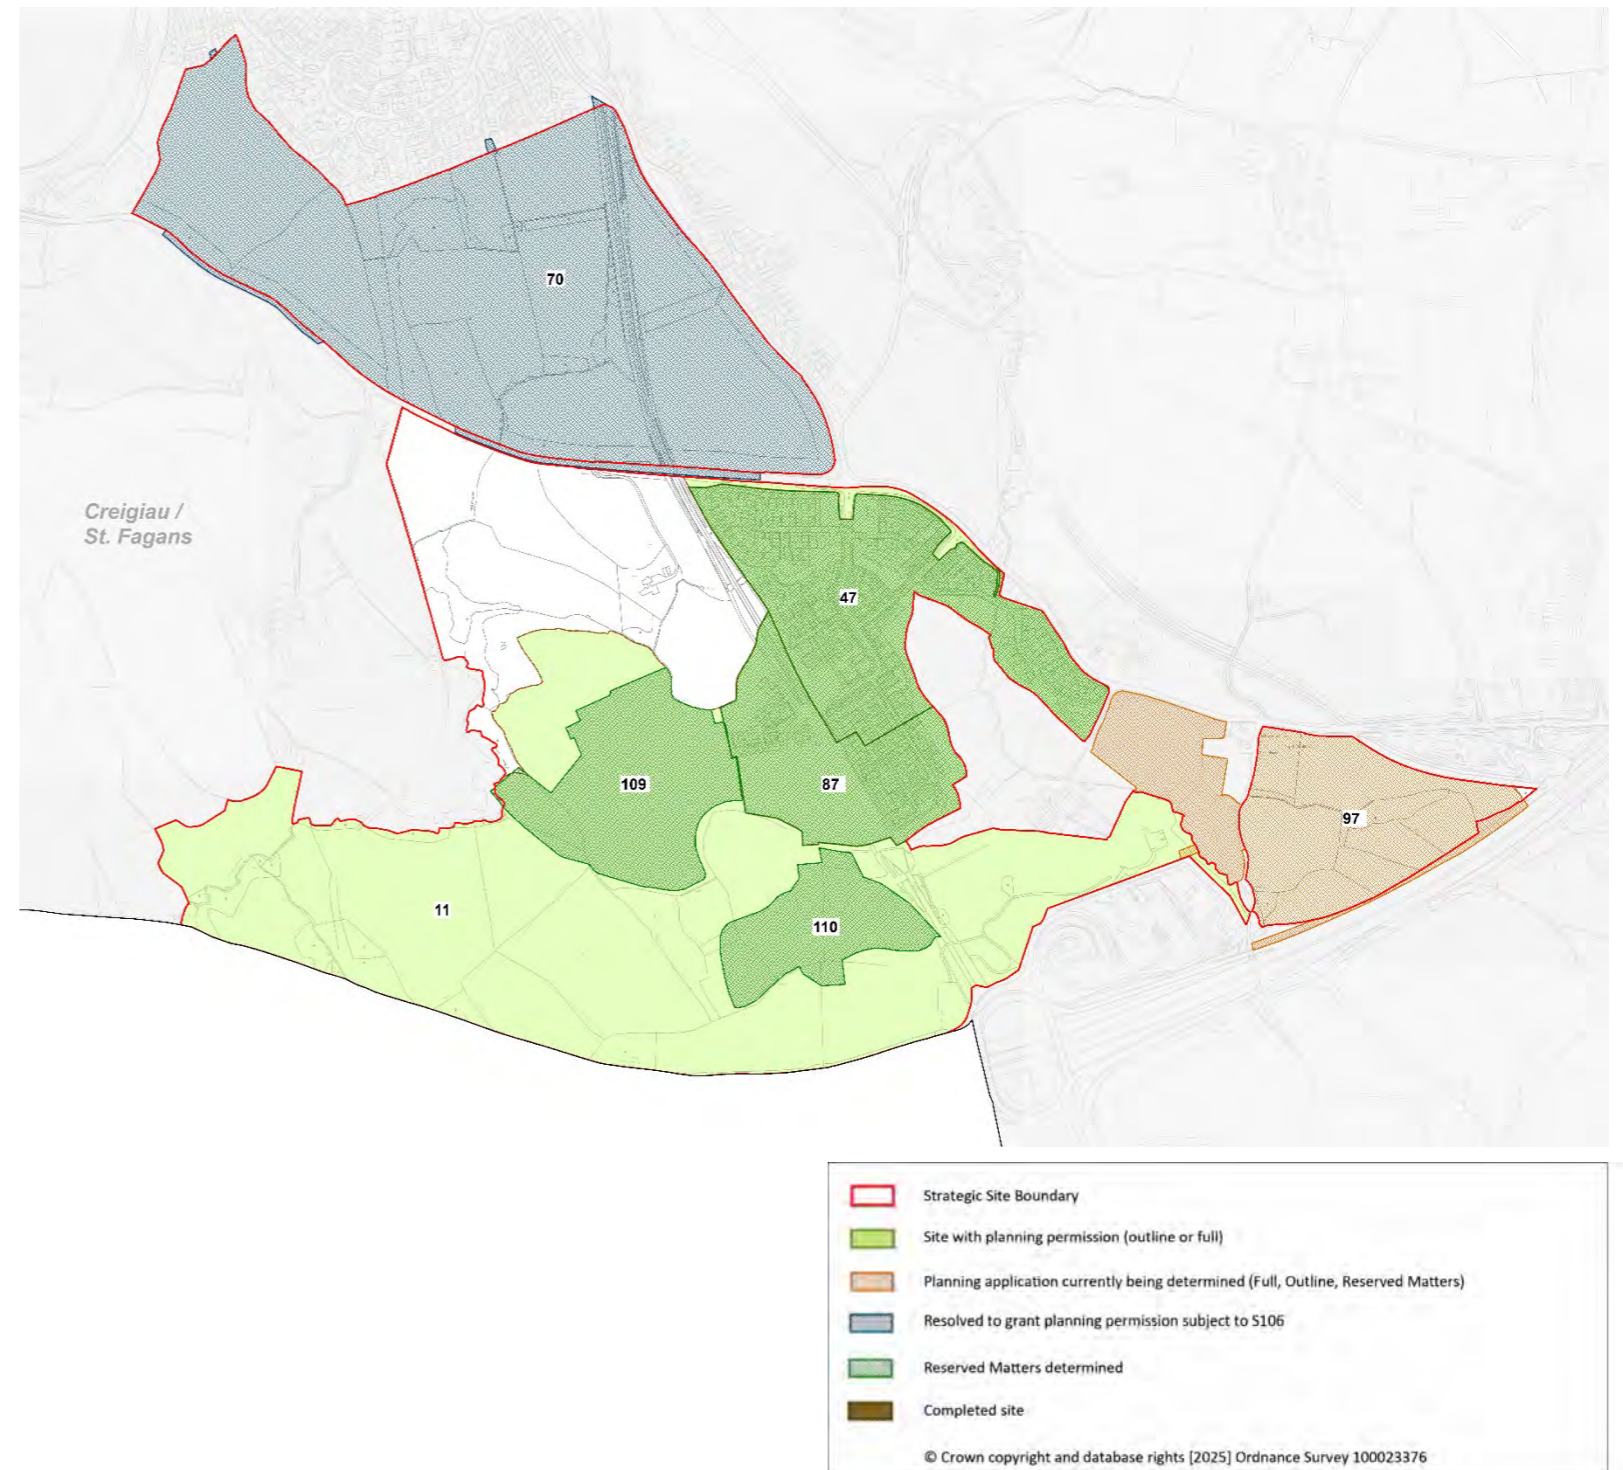 70
Creigiau /
St. Fagans
47
109
87
97
11
110
Strategic Site Boundary
Site with planning permission (outline or full)
Planning application currently being determined (Full, Outline, Reserved Matters)
Resolved to grant planning permission subject to S106
Reserved Matters determined
Completed site
© Crown copyright and database rights [2025] Ordnance Survey 100023376